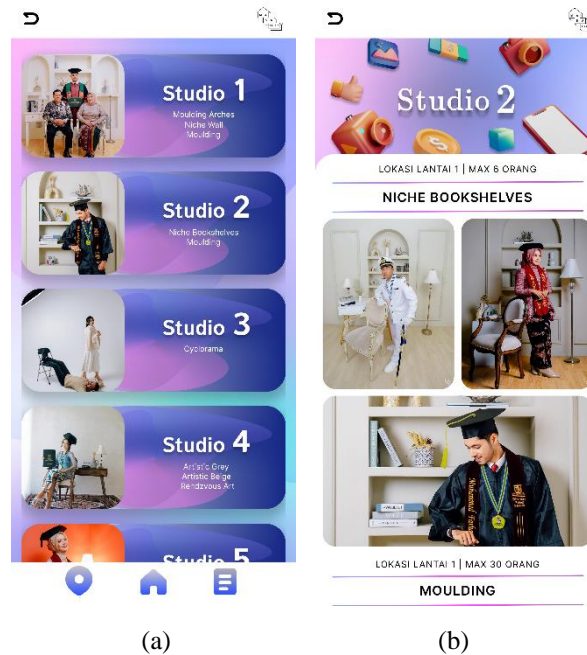 Studio 1
Moulding Arches
Niche Wall
Moulding
Studio 2
Niche Bookshelves
Moulding
Studio 3
Cyclorama
Studio 4
Artistic Grey
Artistic Beige
Rendzvous Art
Studio 5
(a)
Studio 2
LOKASI LANTAI 1 | MAX 6 ORANG
NICHE BOOKSHELVES
LOKASI LANTAI 1 | MAX 30 ORANG
MOULDING
(b)